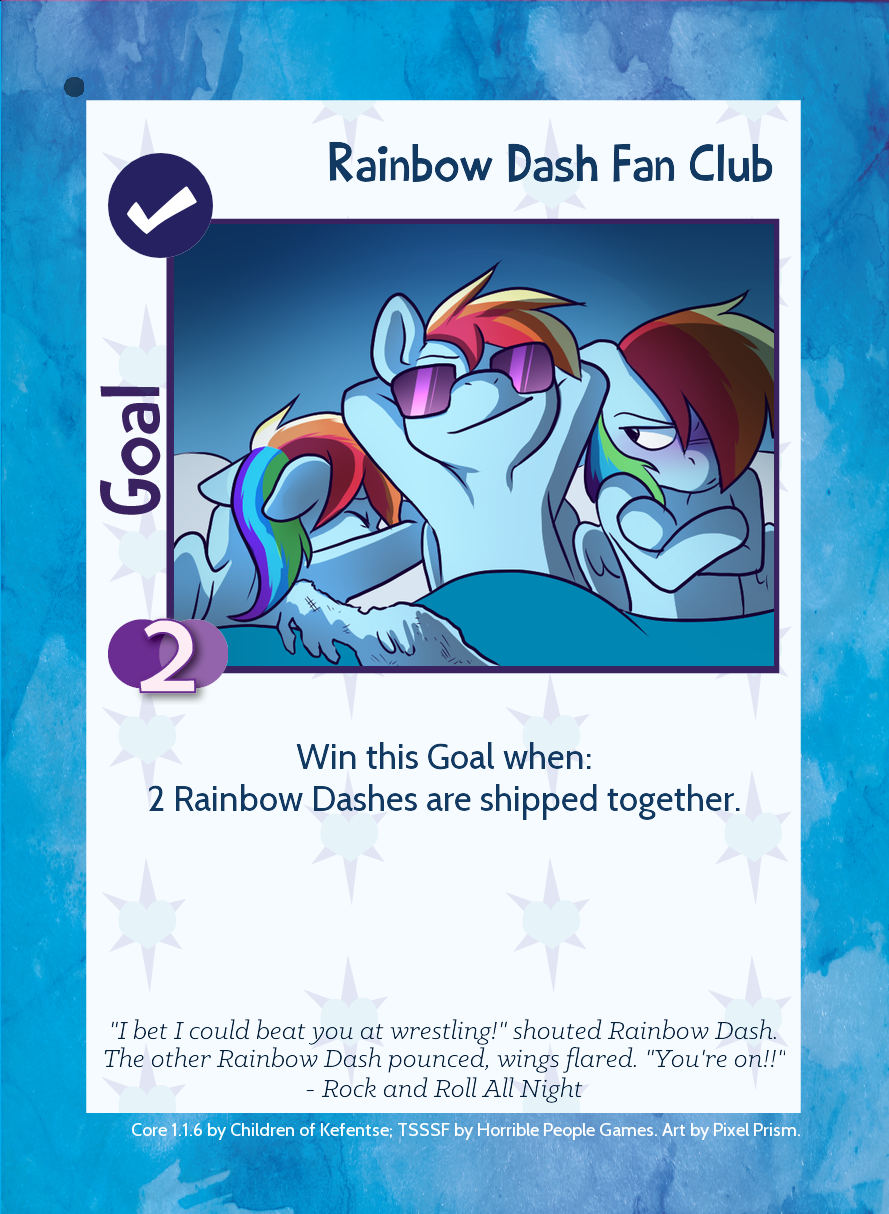 Rainbow Dash Fan Club
Goal
2
Win this Goal when:
2 Rainbow Dashes are shipped together.
"I bet I could beat you at wrestling!" shouted Rainbow Dash.
The other Rainbow Dash pounced, wings flared. "You're on!!"
- Rock and Roll All Night
Core 1.1.6 by Children of Kefentse; TSSSF by Horrible People Games. Art by Pixel Prism.